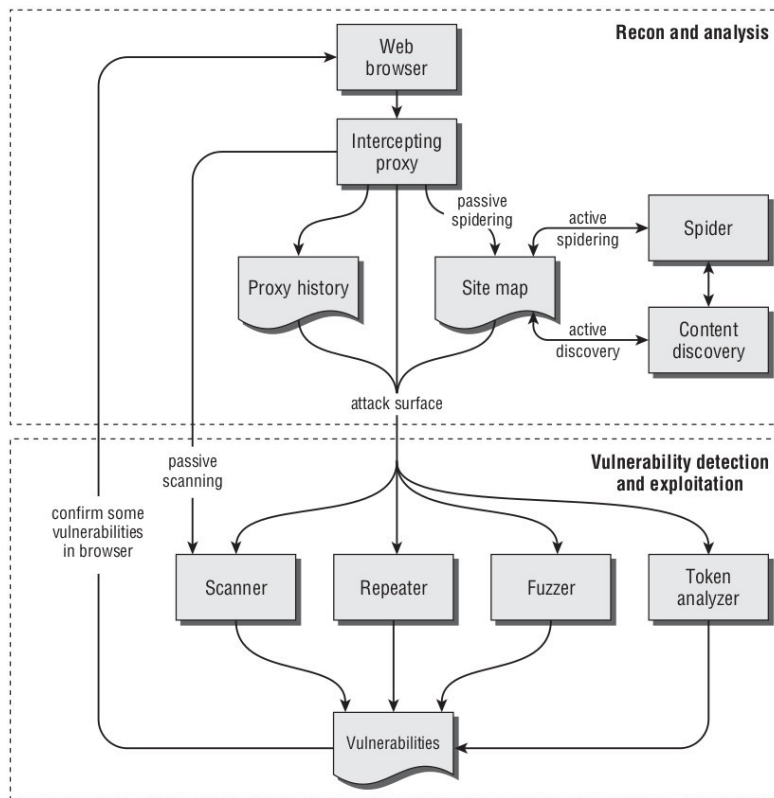 Recon and analysis
Web
browser
Intercepting
proxy
passive
spidering
active
spidering
Spider
Proxy history
Site map
active
discovery
Content
discovery
attack surface
Vulnerability detection
and exploitation
passive
scanning
confirm some
vulnerabilities
in browser
Scanner
Repeater
Fuzzer
Token
analyzer
Vulnerabilities